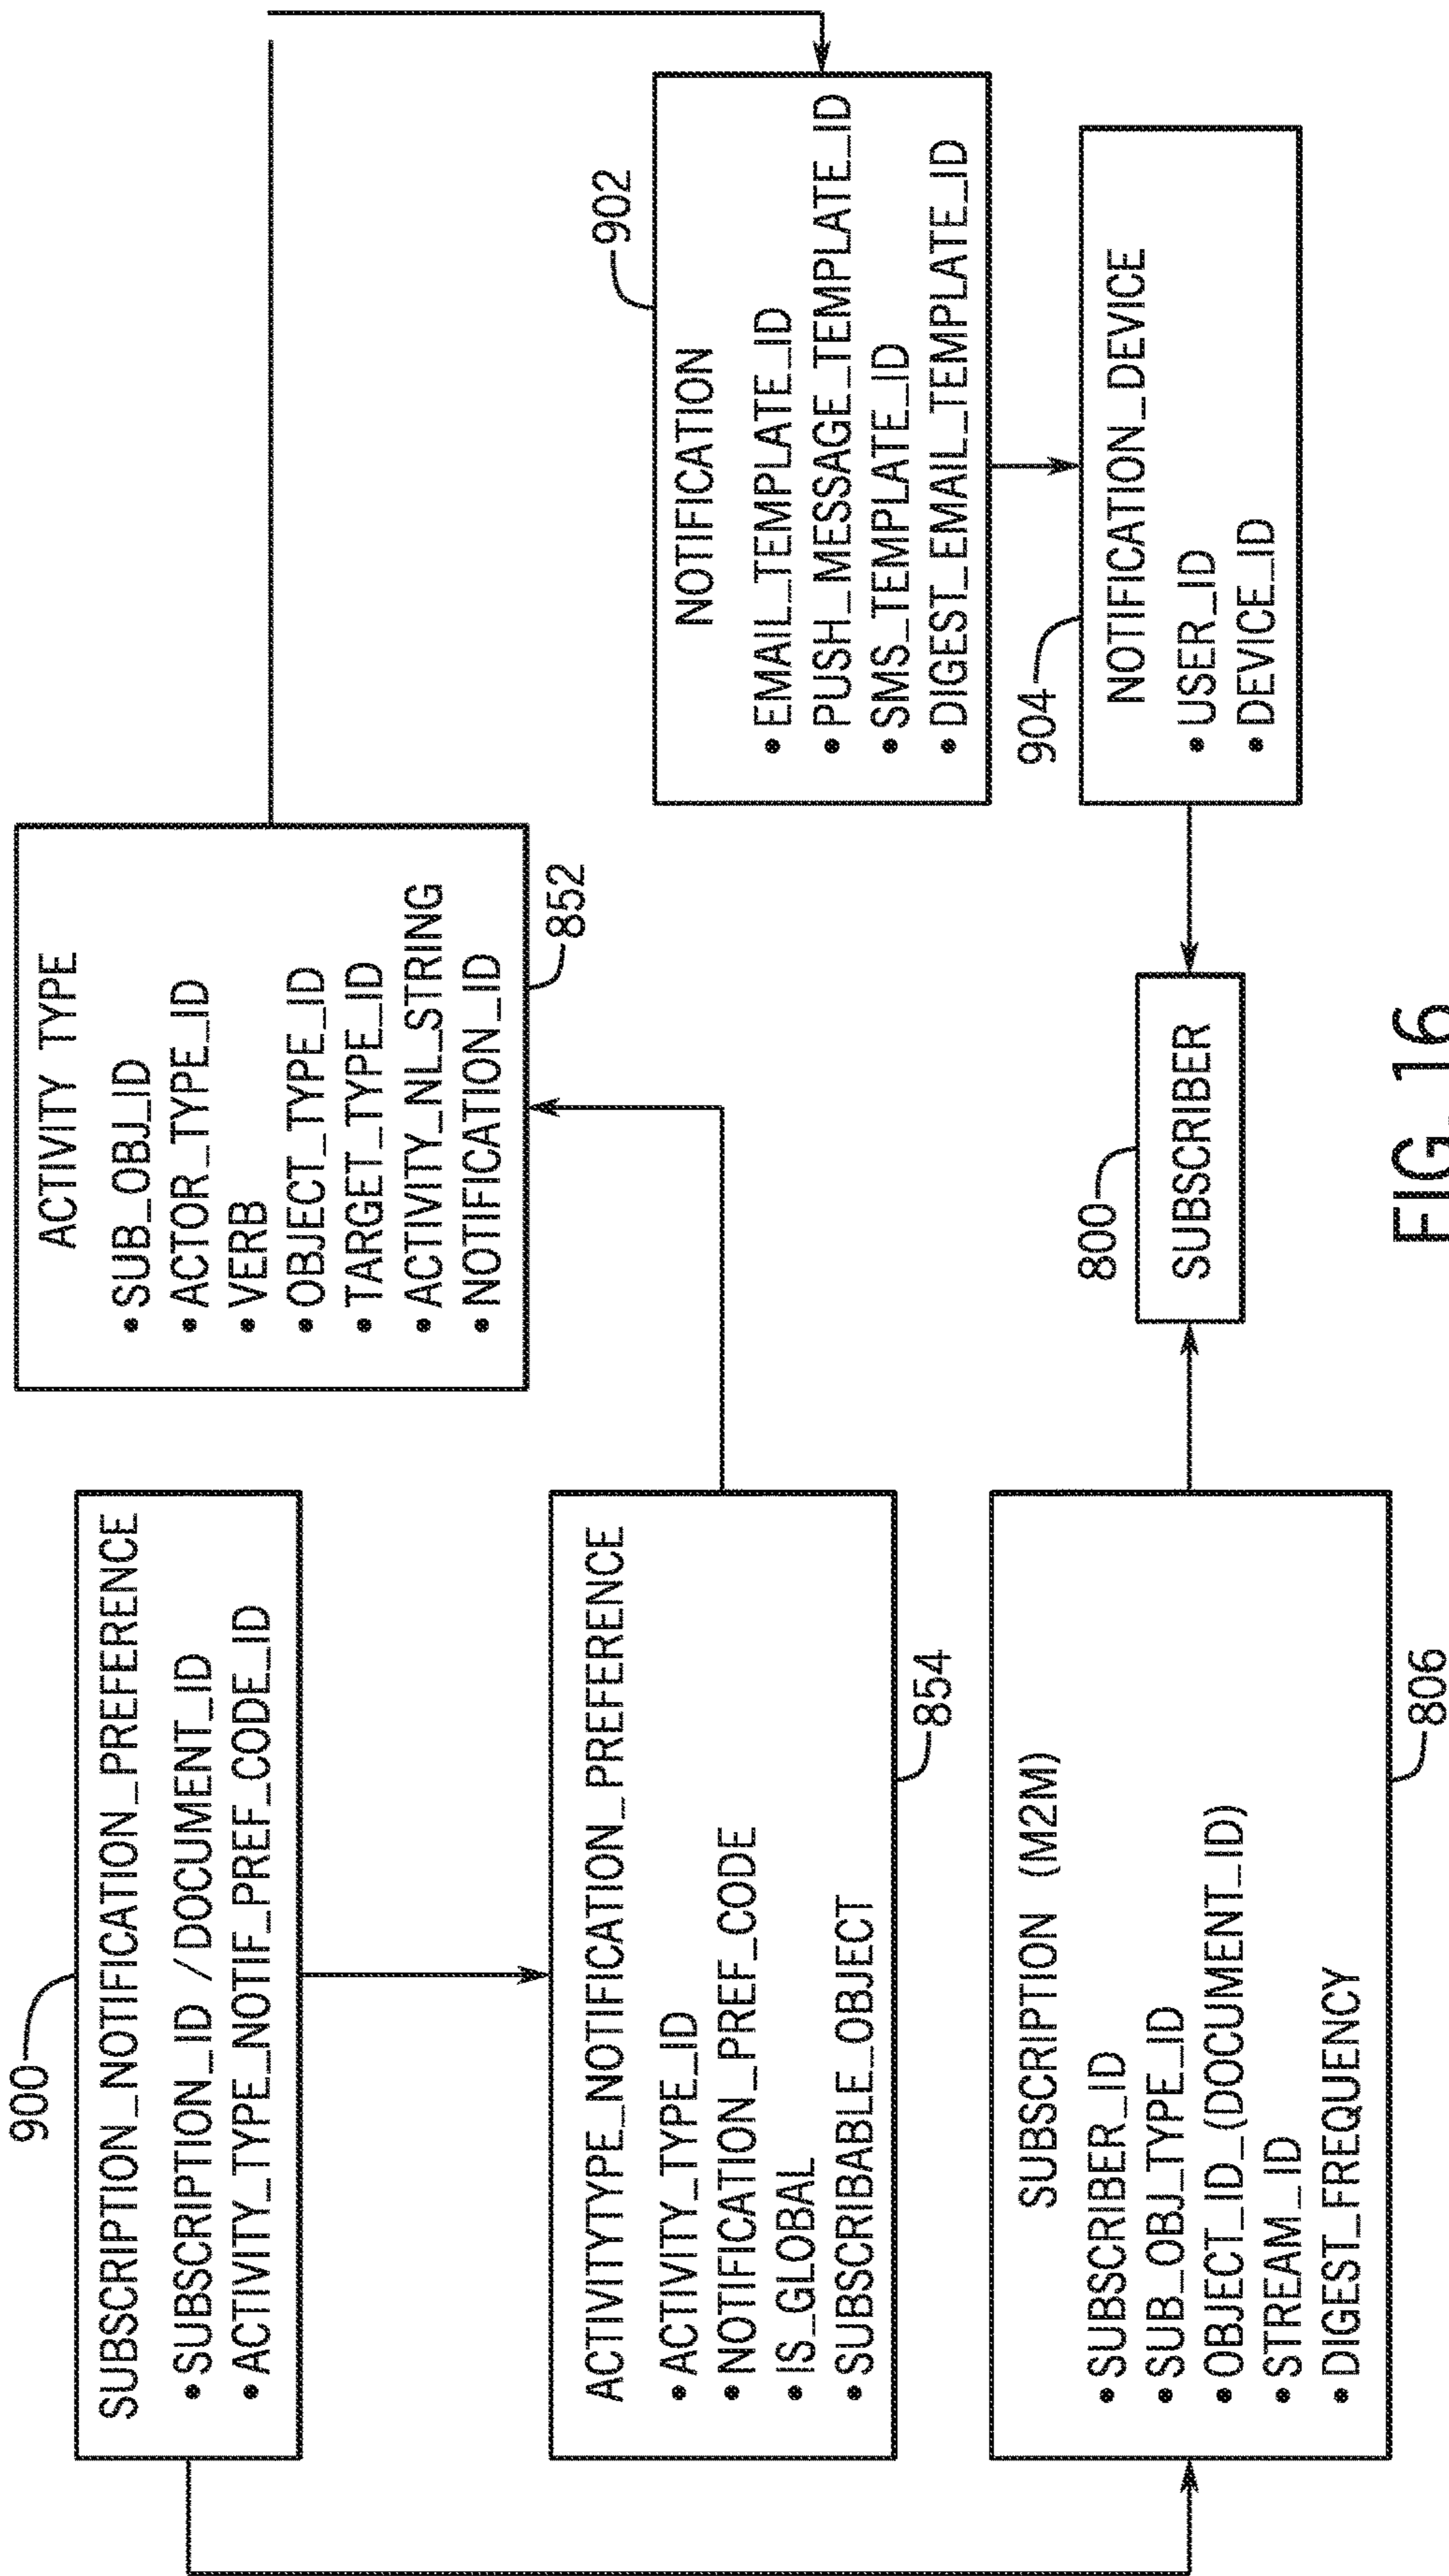 900
SUBSCRIPTION_NOTIFICATION_PREFERENCE
• SUBSCRIPTION_ID /DOCUMENT_ID
• ACTIVITY_TYPE_NOTIF_PREF_CODE_ID
ACTIVITYTYPE_NOTIFICATION_PREFERENCE
• ACTIVITY_TYPE_ID
• NOTIFICATION_PREF_CODE
• IS_GLOBAL
• SUBSCRIBABLE_OBJECT
854
SUBSCRIPTION (M2M)
• SUBSCRIBER_ID
• SUB_OBJ_TYPE_ID
• OBJECT_ID_(DOCUMENT_ID)
• STREAM_ID
• DIGEST_FREQUENCY
806
ACTIVITY TYPE
• SUB_OBJ_ID
• ACTOR_TYPE_ID
• VERB
• OBJECT_TYPE_ID
• TARGET_TYPE_ID
• ACTIVITY_NL_STRING
• NOTIFICATION_ID
852
800
SUBSCRIBER
902
NOTIFICATION
• EMAIL_TEMPLATE_ID
• PUSH_MESSAGE_TEMPLATE_ID
• SMS_TEMPLATE_ID
• DIGEST_EMAIL_TEMPLATE_ID
904
NOTIFICATION_DEVICE
• USER_ID
• DEVICE_ID
FIG. 16